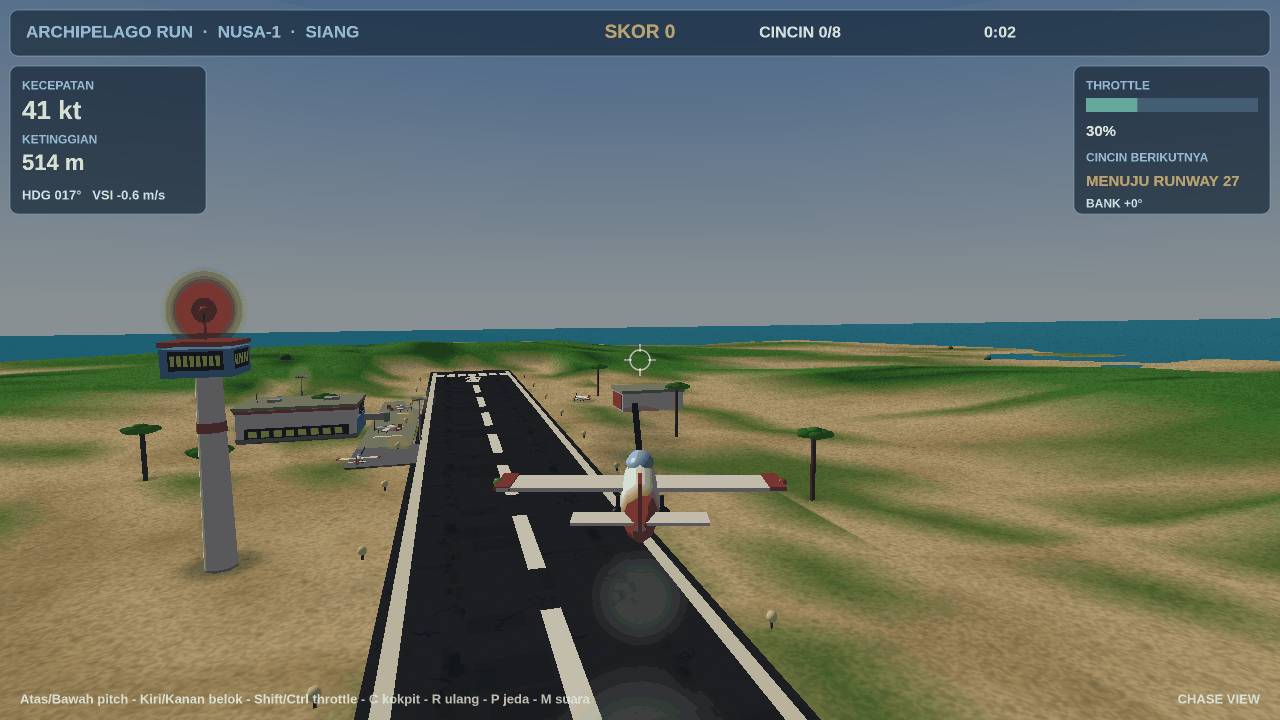 ARCHIPELAGO RUN · NUSA-1 · SIANG
SKOR 0
CINCIN 0/8
0:02
KECEPATAN
41 kt
KETINGGIAN
514 m
HDG 017° VSI -0.6 m/s
THROTTLE
30%
CINCIN BERIKUTNYA
MENUJU RUNWAY 27
BANK +0°
Atas/Bawah pitch - Kiri/Kanan belok - Shift/Ctrl throttle - C kokpit - R ulang - P jeda - M suara
CHASE VIEW